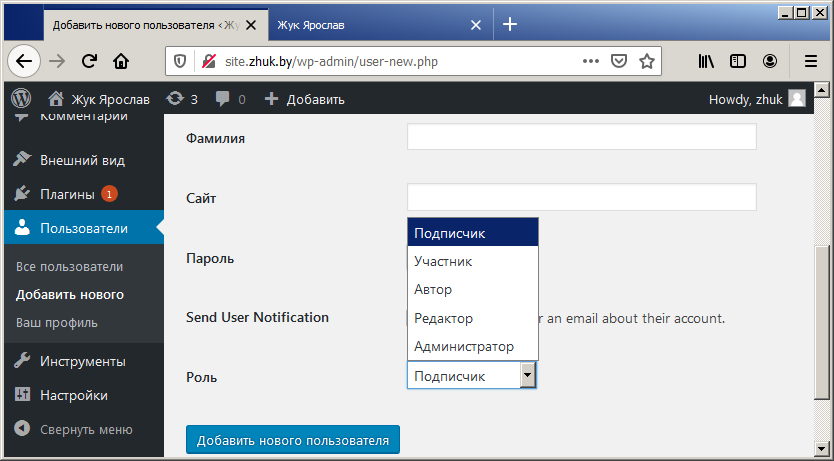 Добавить нового пользователя ‹ Жу
Жук Ярослав
site.zhuk.by/wp-admin/user-new.php
Жук Ярослав
3
0
Добавить
Howdy, zhuk
Комментарии
Внешний вид
Плагины 1
Пользователи
Все пользователи
Добавить нового
Ваш профиль
Инструменты
Настройки
Свернуть меню
Фамилия
Сайт
Пароль
Подписчик
Участник
Автор
Редактор
Администратор
Send User Notification
r an email about their account.
Роль
Подписчик
Добавить нового пользователя